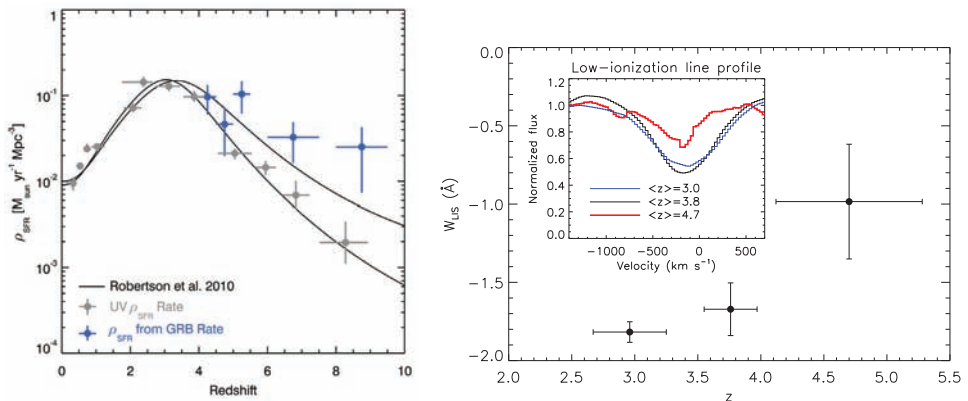 1
10⁻¹
10⁻²
10⁻³
10⁻⁴
ρSFR [Msun yr⁻¹ Mpc⁻³]
Robertson et al. 2010
UV ρSFR Rate
ρSFR from GRB Rate
0 2 4 6 8 10
Redshift
0.0
−0.5
−1.0
−1.5
−2.0
WLIS (Å)
Low−ionization line profile
1.2
1.0
0.8
0.6
0.4
0.2
0.0
Normalized flux
<z>=3.0
<z>=3.8
<z>=4.7
−1000 −500 0 500
Velocity (km s⁻¹)
2.0 2.5 3.0 3.5 4.0 4.5 5.0 5.5
z